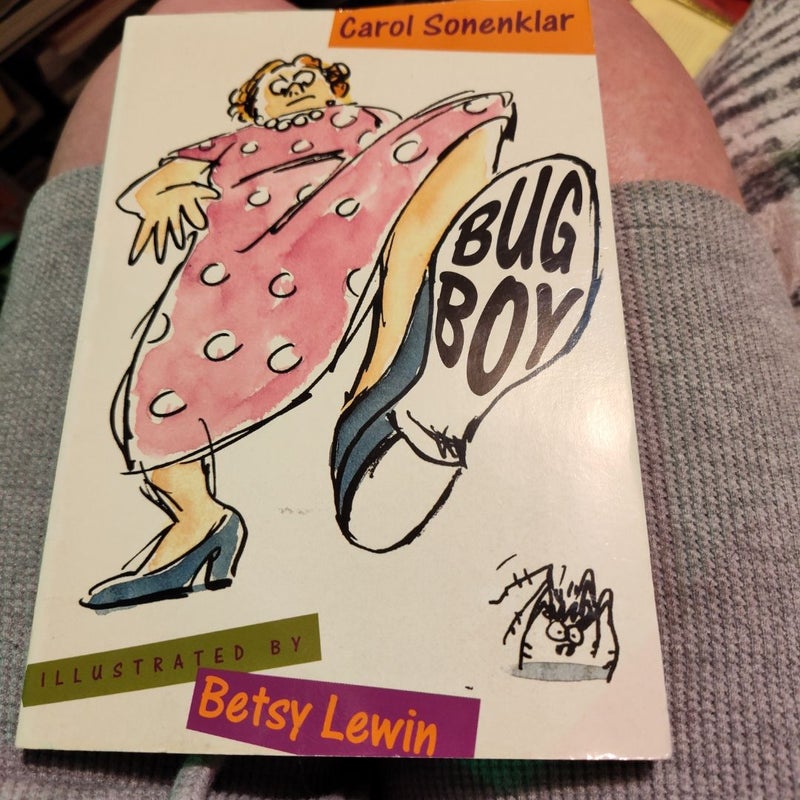 Carol Sonenklar
BUG
BOY
ILLUSTRATED BY
Betsy Lewin